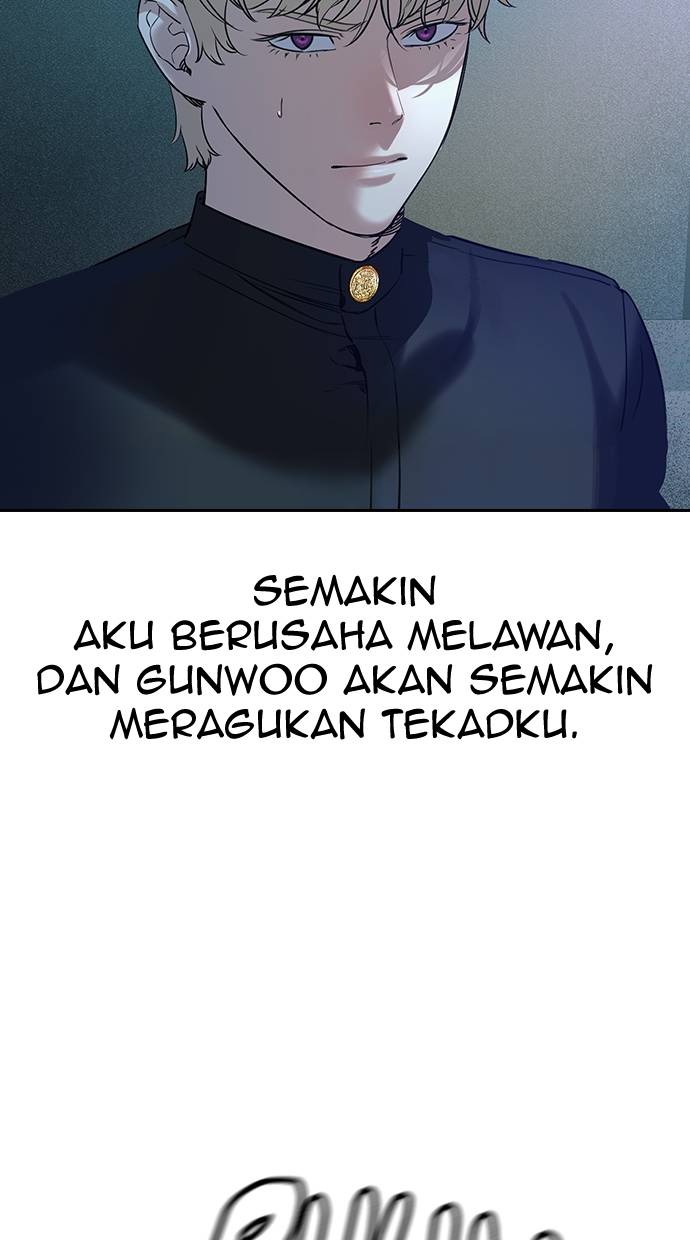 SEMAKIN
AKU BERUSAHA MELAWAN,
DAN GUNWOO AKAN SEMAKIN
MERAGUKAN TEKADKU.